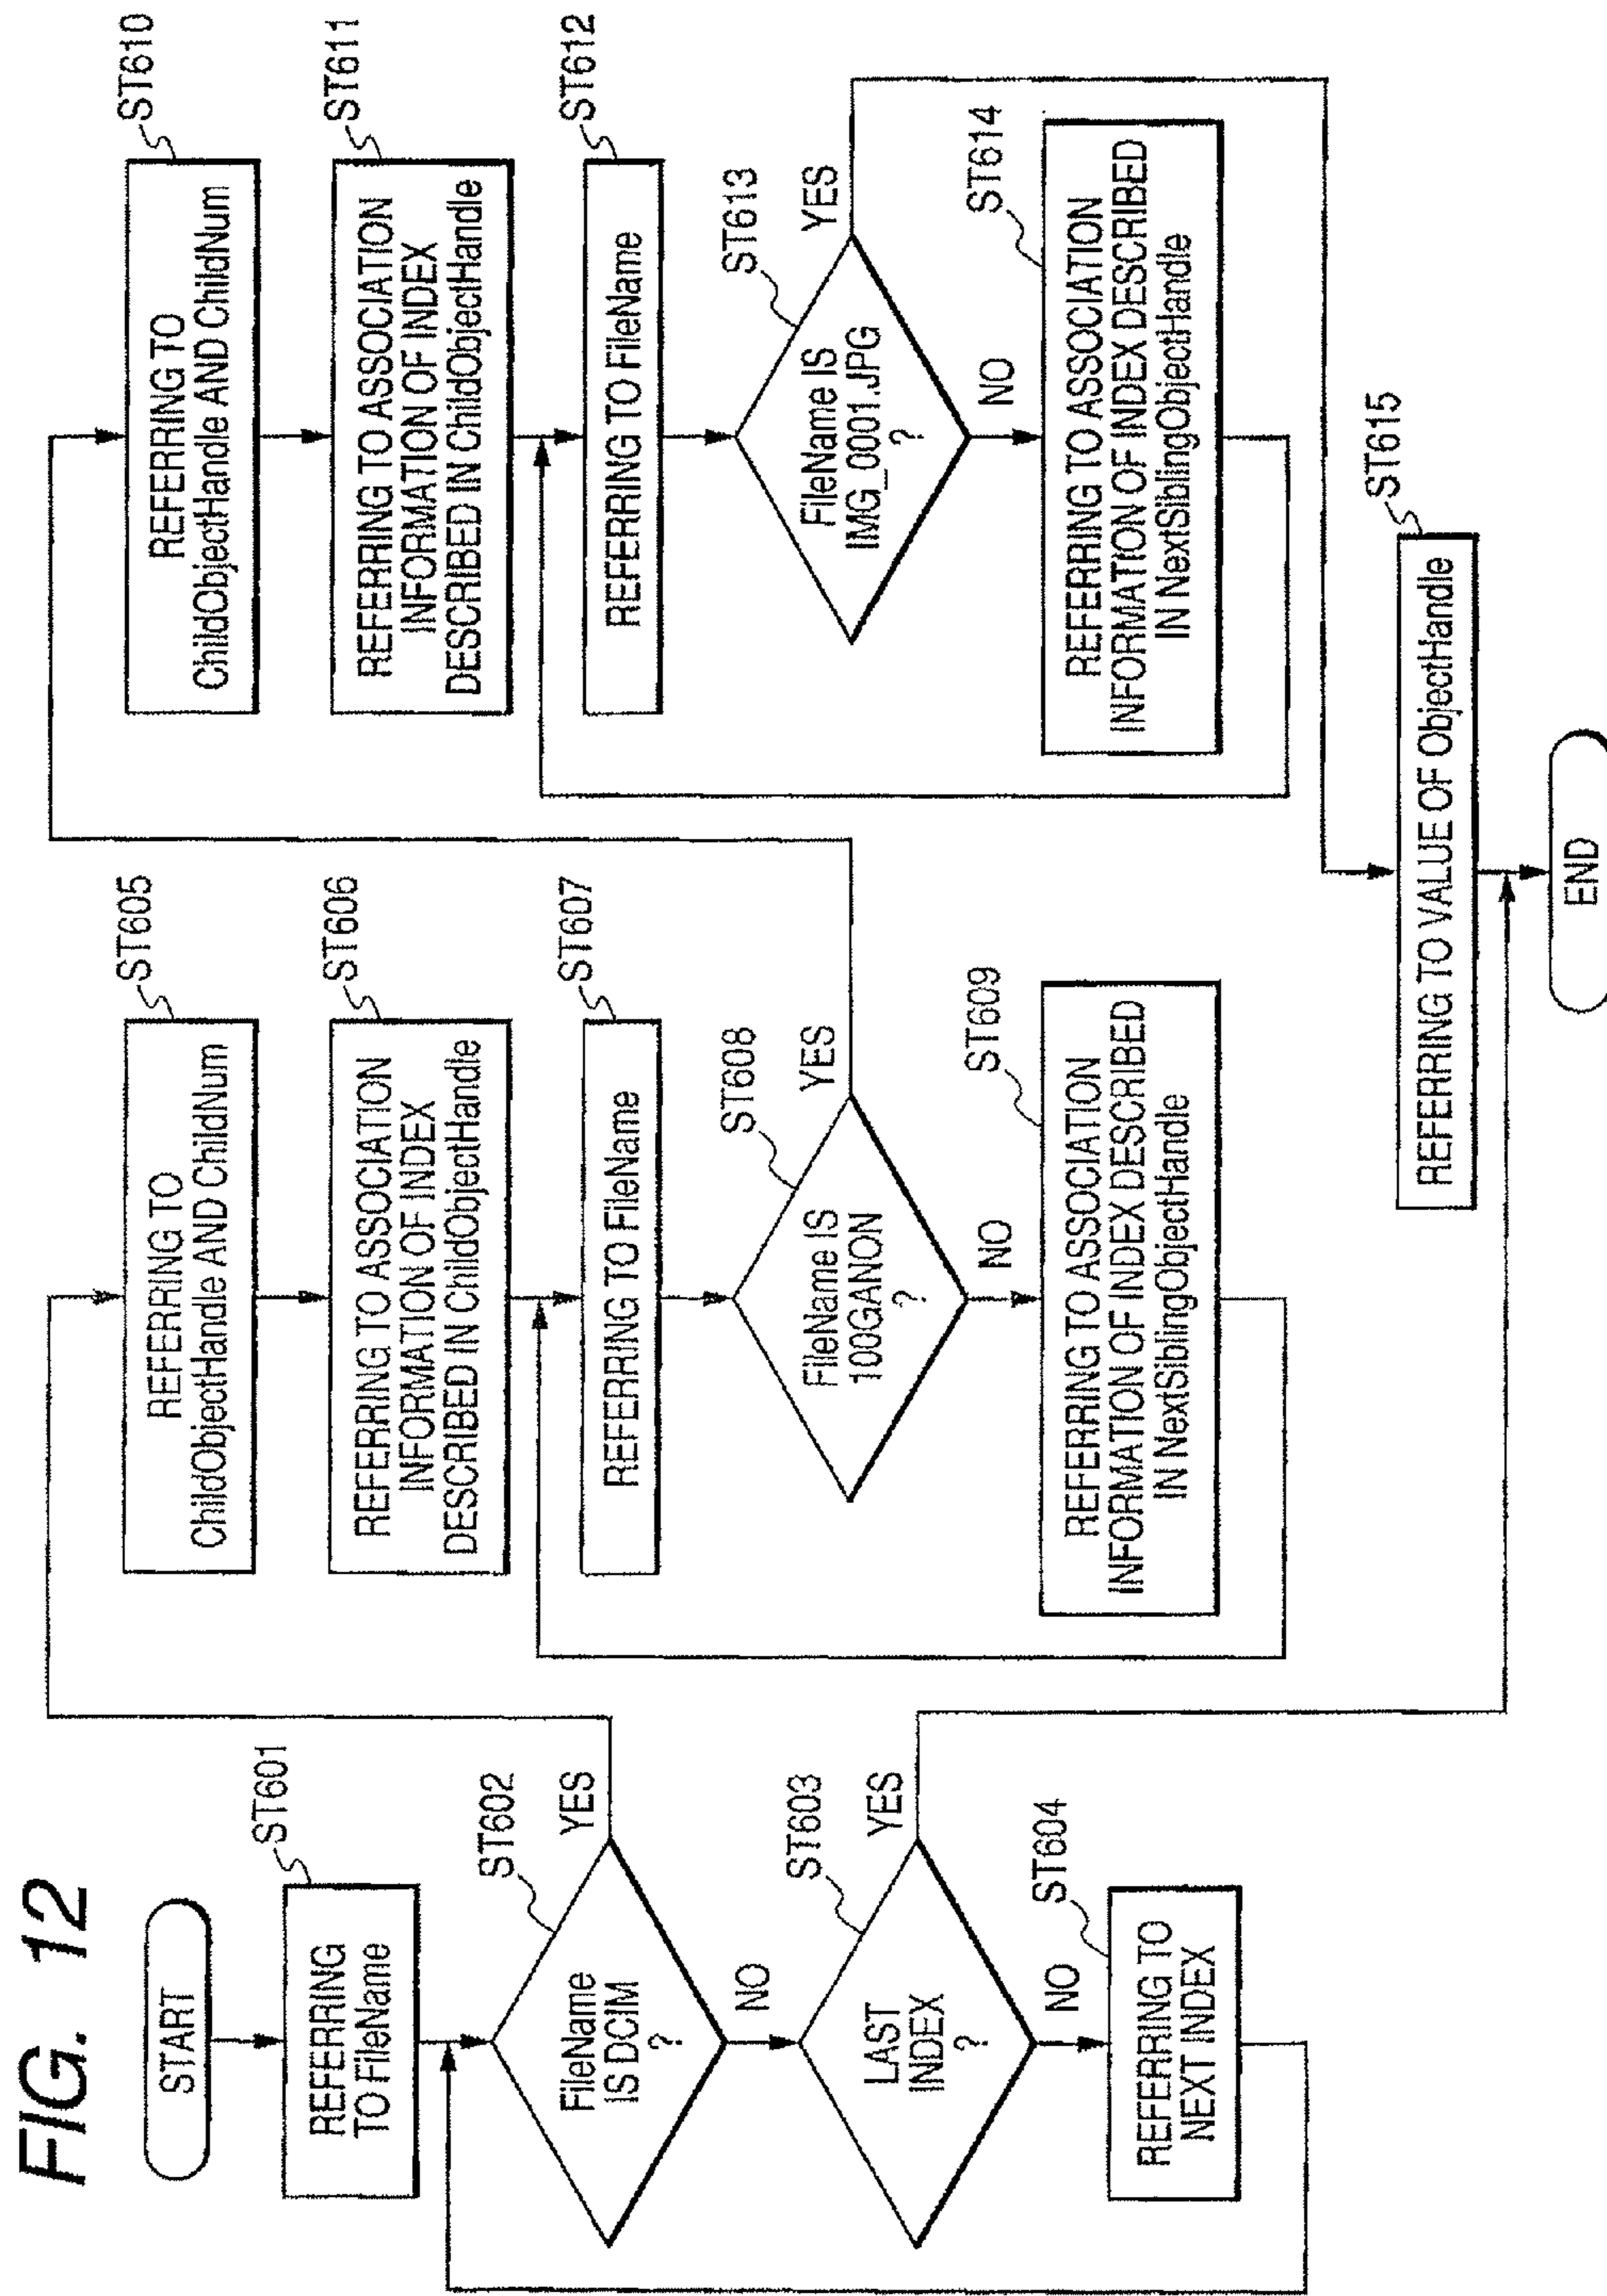 FIG. 12
START
ST601
REFERRING
TO FileName
ST602
FileName
IS DCIM
?
YES
NO
ST603
LAST
INDEX
?
YES
NO
ST604
REFERRING TO
NEXT INDEX
ST605
REFERRING TO
ChildObjectHandle AND ChildNum
ST606
REFERRING TO ASSOCIATION
INFORMATION OF INDEX
DESCRIBED IN ChildObjectHandle
ST607
REFERRING TO FileName
ST608
FileName IS
100GANON
?
YES
NO
ST609
REFERRING TO ASSOCIATION
INFORMATION OF INDEX DESCRIBED
IN NextSiblingObjectHandle
ST610
REFERRING TO
ChildObjectHandle AND ChildNum
ST611
REFERRING TO ASSOCIATION
INFORMATION OF INDEX
DESCRIBED IN ChildObjectHandle
ST612
REFERRING TO FileName
ST613
FileName IS
IMG_0001.JPG
?
YES
NO
ST614
REFERRING TO ASSOCIATION
INFORMATION OF INDEX DESCRIBED
IN NextSiblingObjectHandle
ST615
REFERRING TO VALUE OF ObjectHandle
END